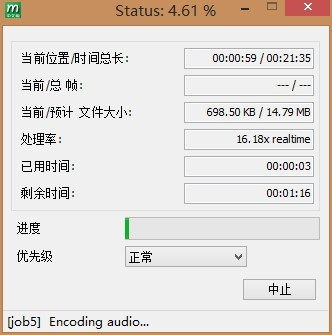 Status: 4.61 %
当前位置/时间总长: 00:00:59 / 00:21:35
当前/总 帧: --- / ---
当前/预计 文件大小: 698.50 KB / 14.79 MB
处理率: 16.18x realtime
已用时间: 00:00:03
剩余时间: 00:01:16
进度
优先级 正常
中止
[job5] Encoding audio...